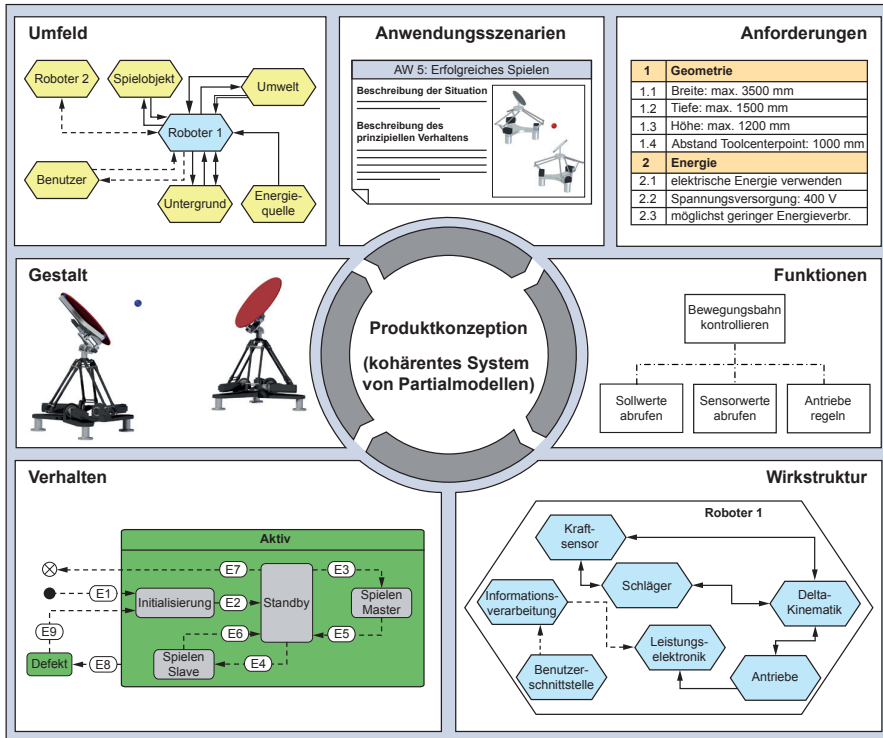 Umfeld
Roboter 2
Spielobjekt
Umwelt
Roboter 1
Benutzer
Untergrund
Energie-
quelle
Anwendungsszenarien
AW 5: Erfolgreiches Spielen
Beschreibung der Situation
Beschreibung des
prinzipiellen Verhaltens
Anforderungen
1 Geometrie
1.1 Breite: max. 3500 mm
1.2 Tiefe: max. 1500 mm
1.3 Höhe: max. 1200 mm
1.4 Abstand Toolcenterpoint: 1000 mm
2 Energie
2.1 elektrische Energie verwenden
2.2 Spannungsversorgung: 400 V
2.3 möglichst geringer Energieverbr.
Gestalt
Produktkonzeption
(kohärentes System
von Partialmodellen)
Funktionen
Bewegungsbahn
kontrollieren
Sollwerte
abrufen
Sensorwerte
abrufen
Antriebe
regeln
Verhalten
Aktiv
E7
E3
E1
Initialisierung
E2
Standby
Spielen
Master
E9
E6
E5
Defekt
E8
Spielen
Slave
E4
Wirkstruktur
Roboter 1
Kraft-
sensor
Schläger
Informations-
verarbeitung
Delta-
Kinematik
Leistungs-
elektronik
Benutzer-
schnittstelle
Antriebe